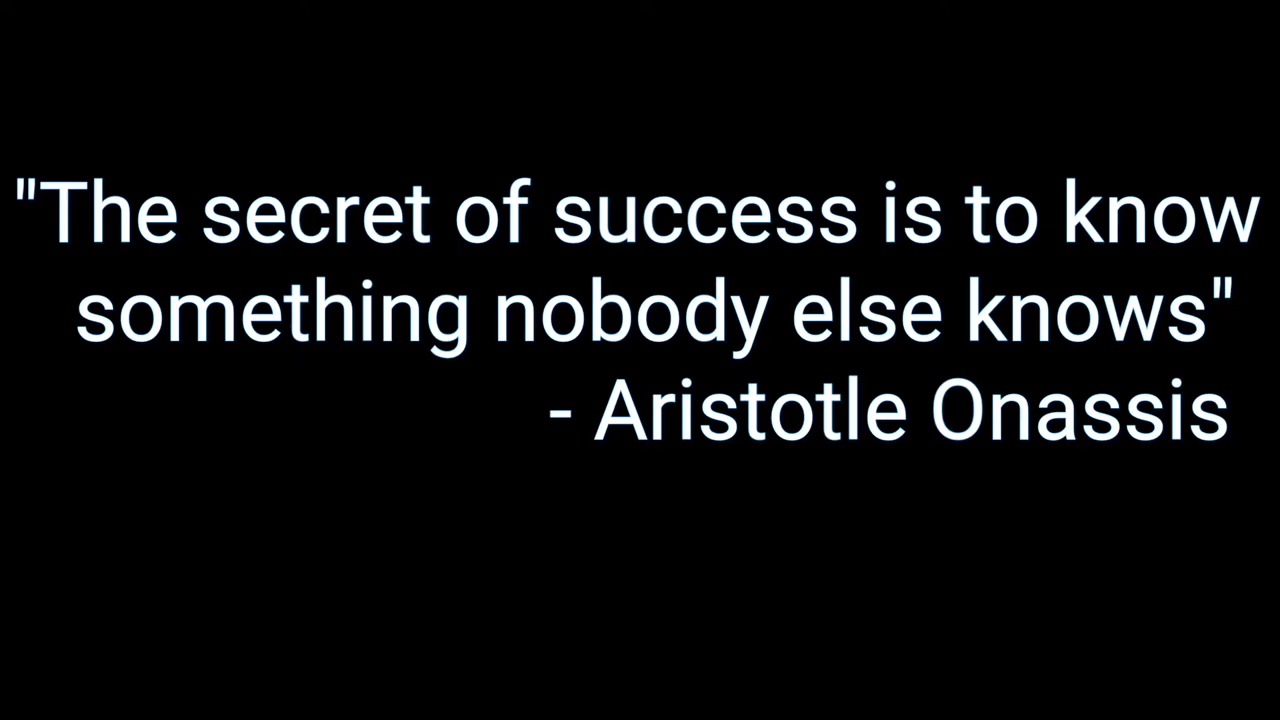 "The secret of success is to know
something nobody else knows"
- Aristotle Onassis